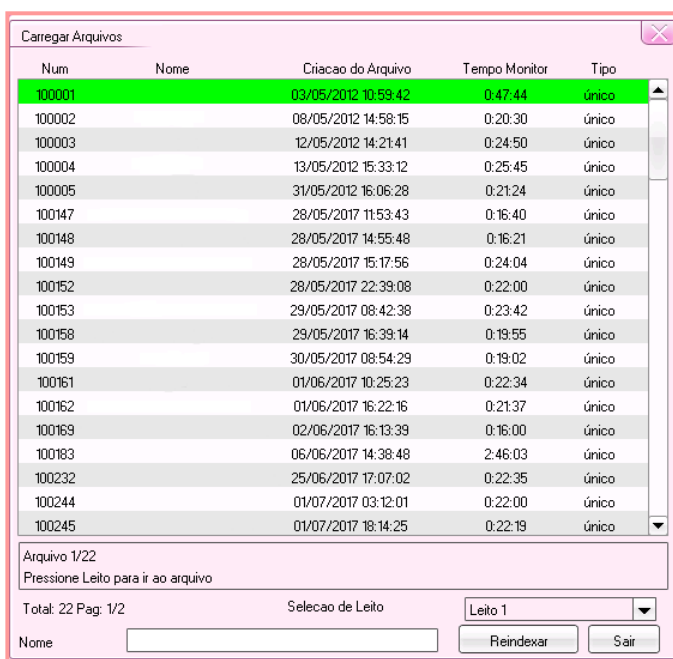 Carregar Arquivos
Num Nome Criacao do Arquivo Tempo Monitor Tipo
100001 03/05/2012 10:59:42 0:47:44 único
100002 08/05/2012 14:58:15 0:20:30 único
100003 12/05/2012 14:21:41 0:24:50 único
100004 13/05/2012 15:33:12 0:25:45 único
100005 31/05/2012 16:06:28 0:21:24 único
100147 28/05/2017 11:53:43 0:16:40 único
100148 28/05/2017 14:55:48 0:16:21 único
100149 28/05/2017 15:17:56 0:24:04 único
100152 28/05/2017 22:39:08 0:22:00 único
100153 29/05/2017 08:42:38 0:23:42 único
100158 29/05/2017 16:39:14 0:19:55 único
100159 30/05/2017 08:54:29 0:19:02 único
100161 01/06/2017 10:25:23 0:22:34 único
100162 01/06/2017 16:22:16 0:21:37 único
100169 02/06/2017 16:13:39 0:16:00 único
100183 06/06/2017 14:38:48 2:46:03 único
100232 25/06/2017 17:07:02 0:22:35 único
100244 01/07/2017 03:12:01 0:22:00 único
100245 01/07/2017 18:14:25 0:22:19 único
Arquivo 1/22
Pressione Leito para ir ao arquivo
Total: 22 Pag: 1/2 Selecao de Leito Leito 1
Nome Reindexar Sair